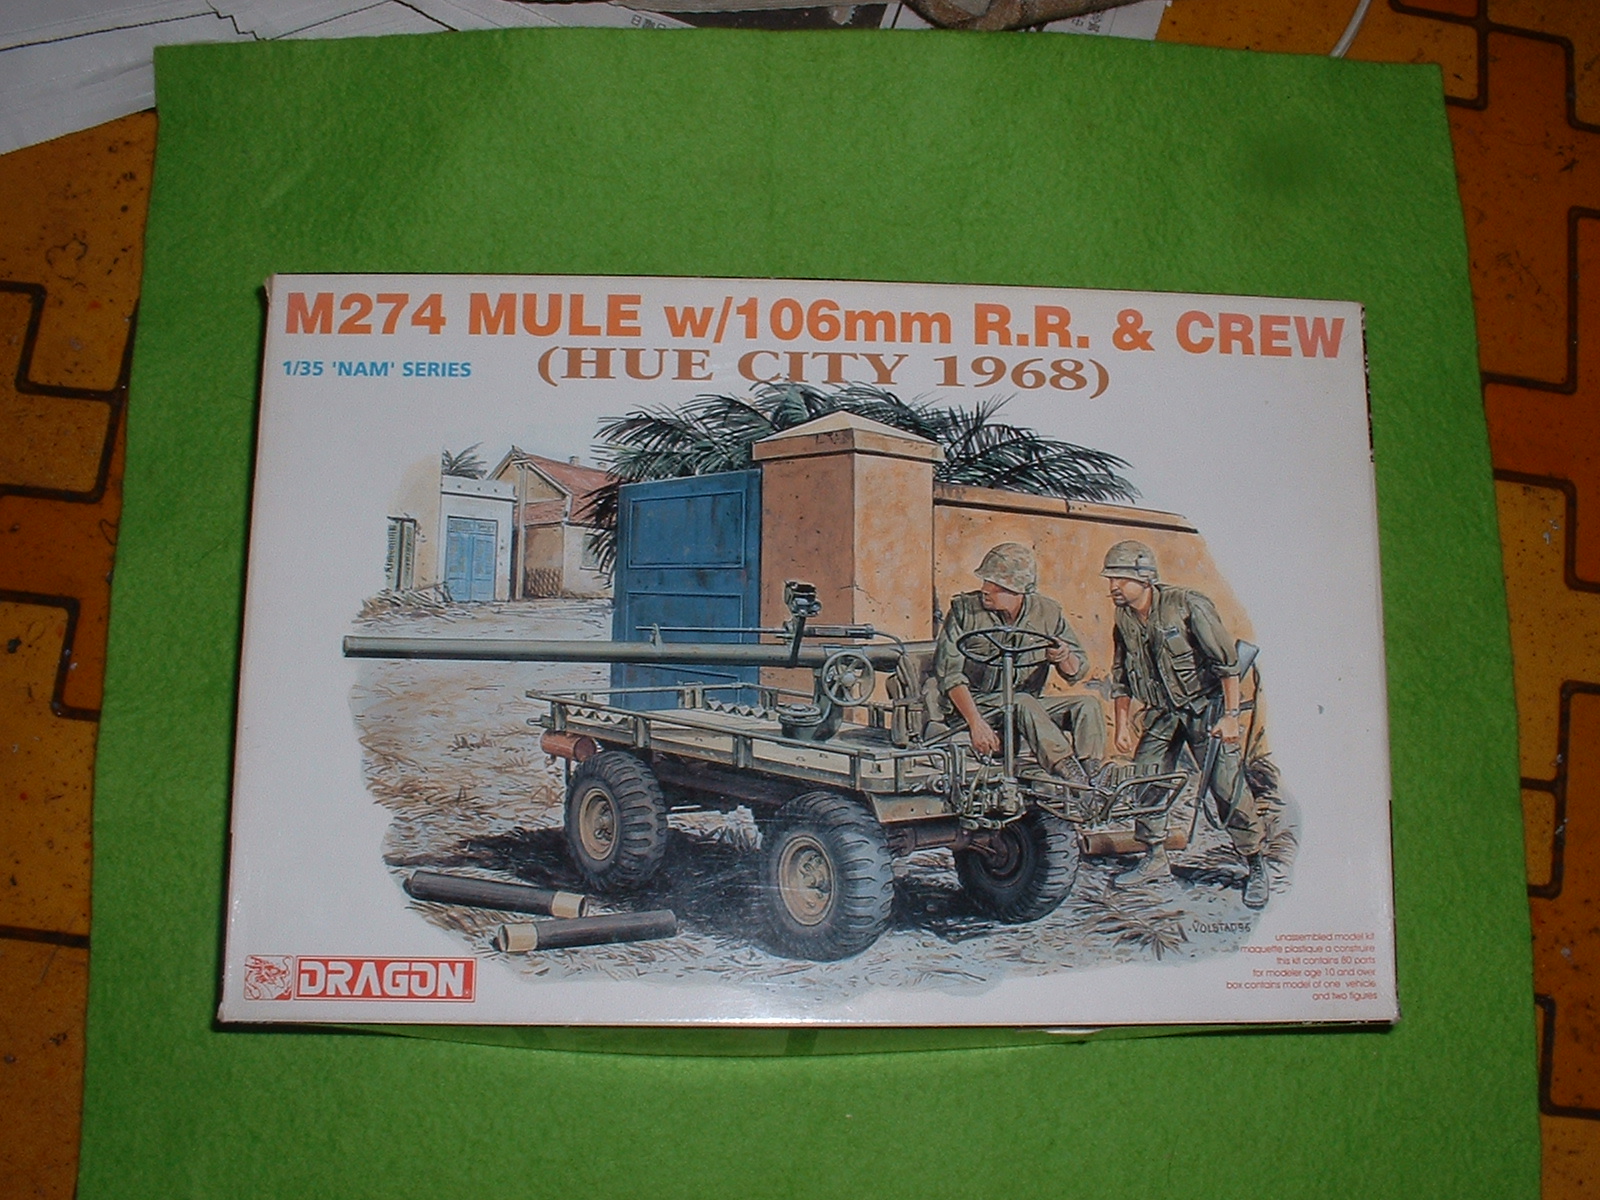 M274 MULE w/106mm R.R. & CREW
(HUE CITY 1968)
1/35 'NAM' SERIES
VOLSTAD 96
unassembled model kit
maquette plastique a construire
this kit contains 80 parts
for modeler age 10 and over
box contains model of one vehicle
and two figures
DRAGON